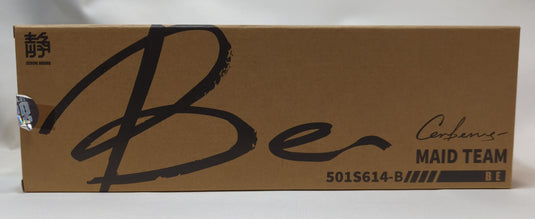 静
Be
Cerberus
MAID TEAM
501S614-B
BE